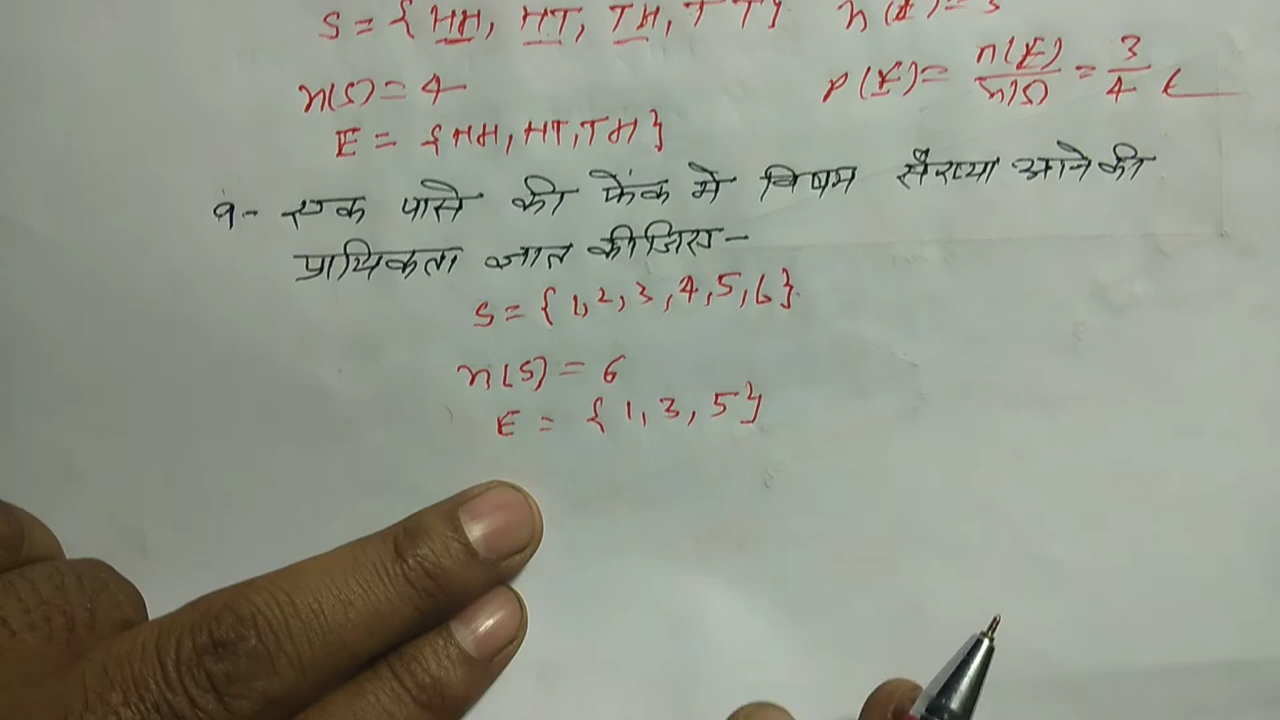 S = { HH, HT, TH, T T} n(E) = 3
n(S) = 4 P(E) = n(E)/n(S) = 3/4
E = {HH, HT, TH}
9- एक पासे की फेंक मे विषम संख्या आने की
प्रायिकता ज्ञात कीजिए-
S = { 1, 2, 3, 4, 5, 6 }
n(S) = 6
E = { 1, 3, 5 }